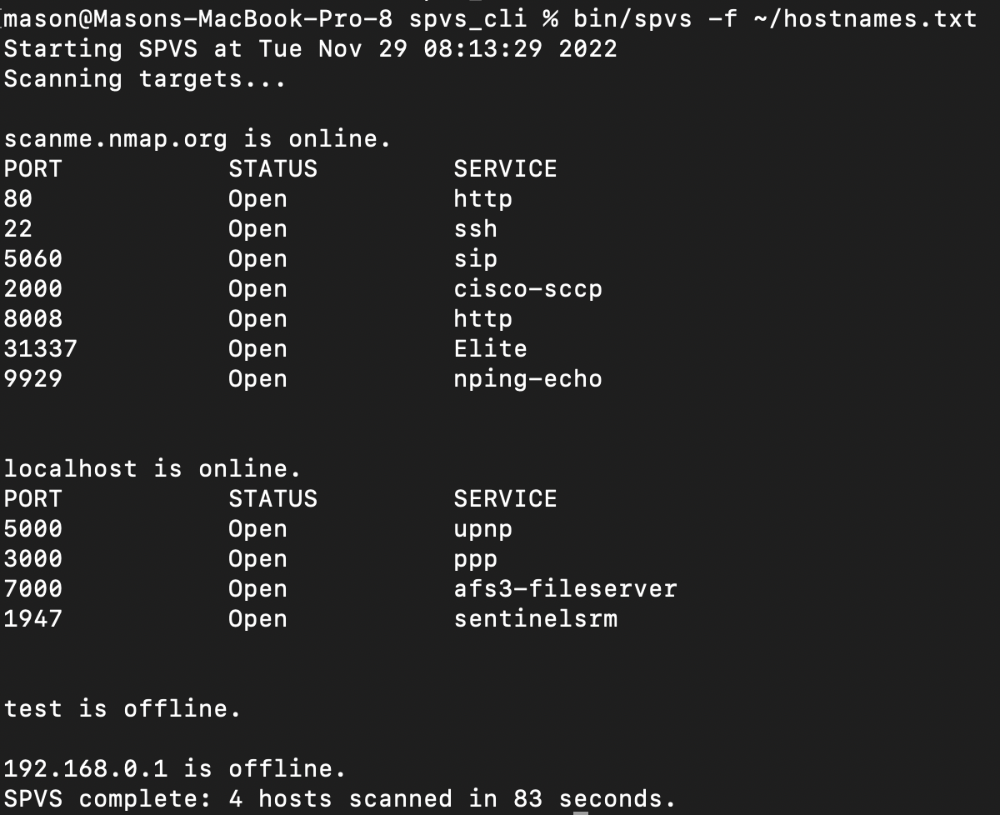 mason@Masons-MacBook-Pro-8 spvs_cli % bin/spvs -f ~/hostnames.txt
Starting SPVS at Tue Nov 29 08:13:29 2022
Scanning targets...
scanme.nmap.org is online.
PORT STATUS SERVICE
80 Open http
22 Open ssh
5060 Open sip
2000 Open cisco-sccp
8008 Open http
31337 Open Elite
9929 Open nping-echo
localhost is online.
PORT STATUS SERVICE
5000 Open upnp
3000 Open ppp
7000 Open afs3-fileserver
1947 Open sentinelsrm
test is offline.
192.168.0.1 is offline.
SPVS complete: 4 hosts scanned in 83 seconds.